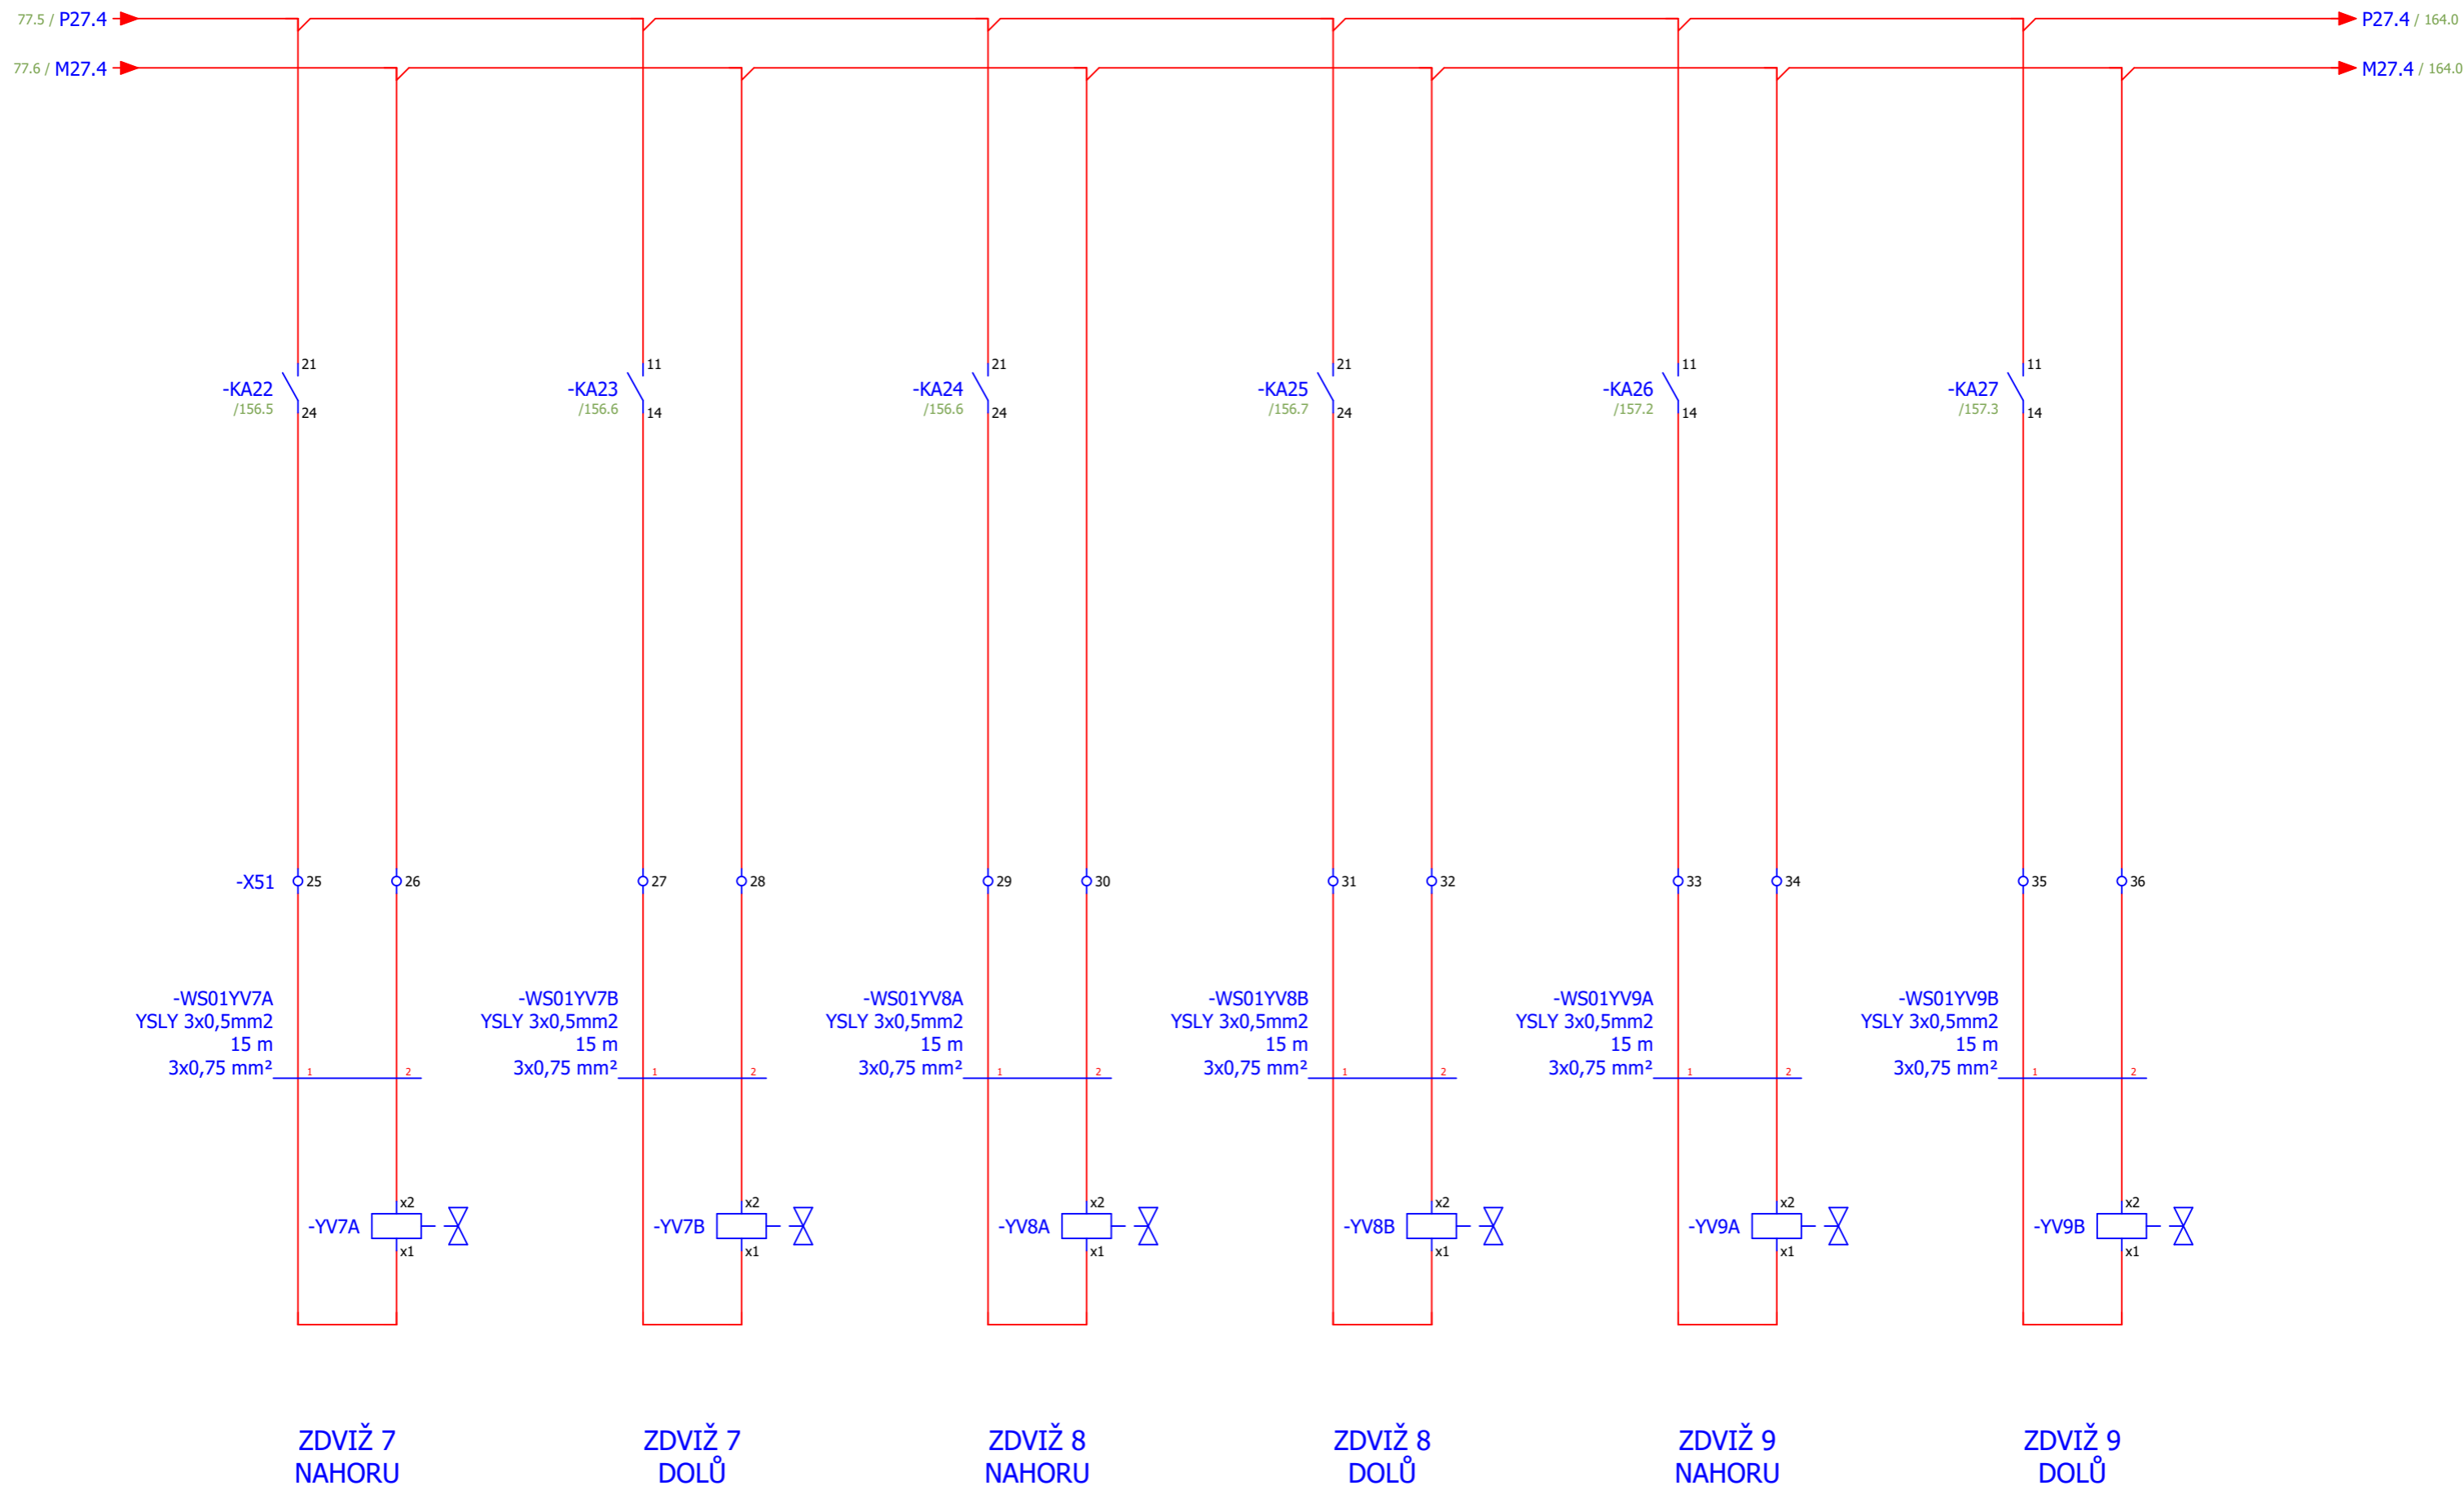 77.5 / P27.4
P27.4 / 164.0
77.6 / M27.4
M27.4 / 164.0
21 11 21 21 11 11
-KA22 -KA23 -KA24 -KA25 -KA26 -KA27
/156.5 /156.6 /156.6 /156.7 /157.2 /157.3
24 14 24 24 14 14
-X51 25 26 27 28 29 30 31 32 33 34 35 36
-WS01YV7A -WS01YV7B -WS01YV8A -WS01YV8B -WS01YV9A -WS01YV9B
YSLY 3x0,5mm2 YSLY 3x0,5mm2 YSLY 3x0,5mm2 YSLY 3x0,5mm2 YSLY 3x0,5mm2 YSLY 3x0,5mm2
15 m 15 m 15 m 15 m 15 m 15 m
3x0,75 mm² 1 2 3x0,75 mm² 1 2 3x0,75 mm² 1 2 3x0,75 mm² 1 2 3x0,75 mm² 1 2 3x0,75 mm² 1 2
x2 x2 x2 x2 x2 x2
-YV7A -YV7B -YV8A -YV8B -YV9A -YV9B
x1 x1 x1 x1 x1 x1
ZDVIŽ 7 ZDVIŽ 7 ZDVIŽ 8 ZDVIŽ 8 ZDVIŽ 9 ZDVIŽ 9
NAHORU DOLŮ NAHORU DOLŮ NAHORU DOLŮ